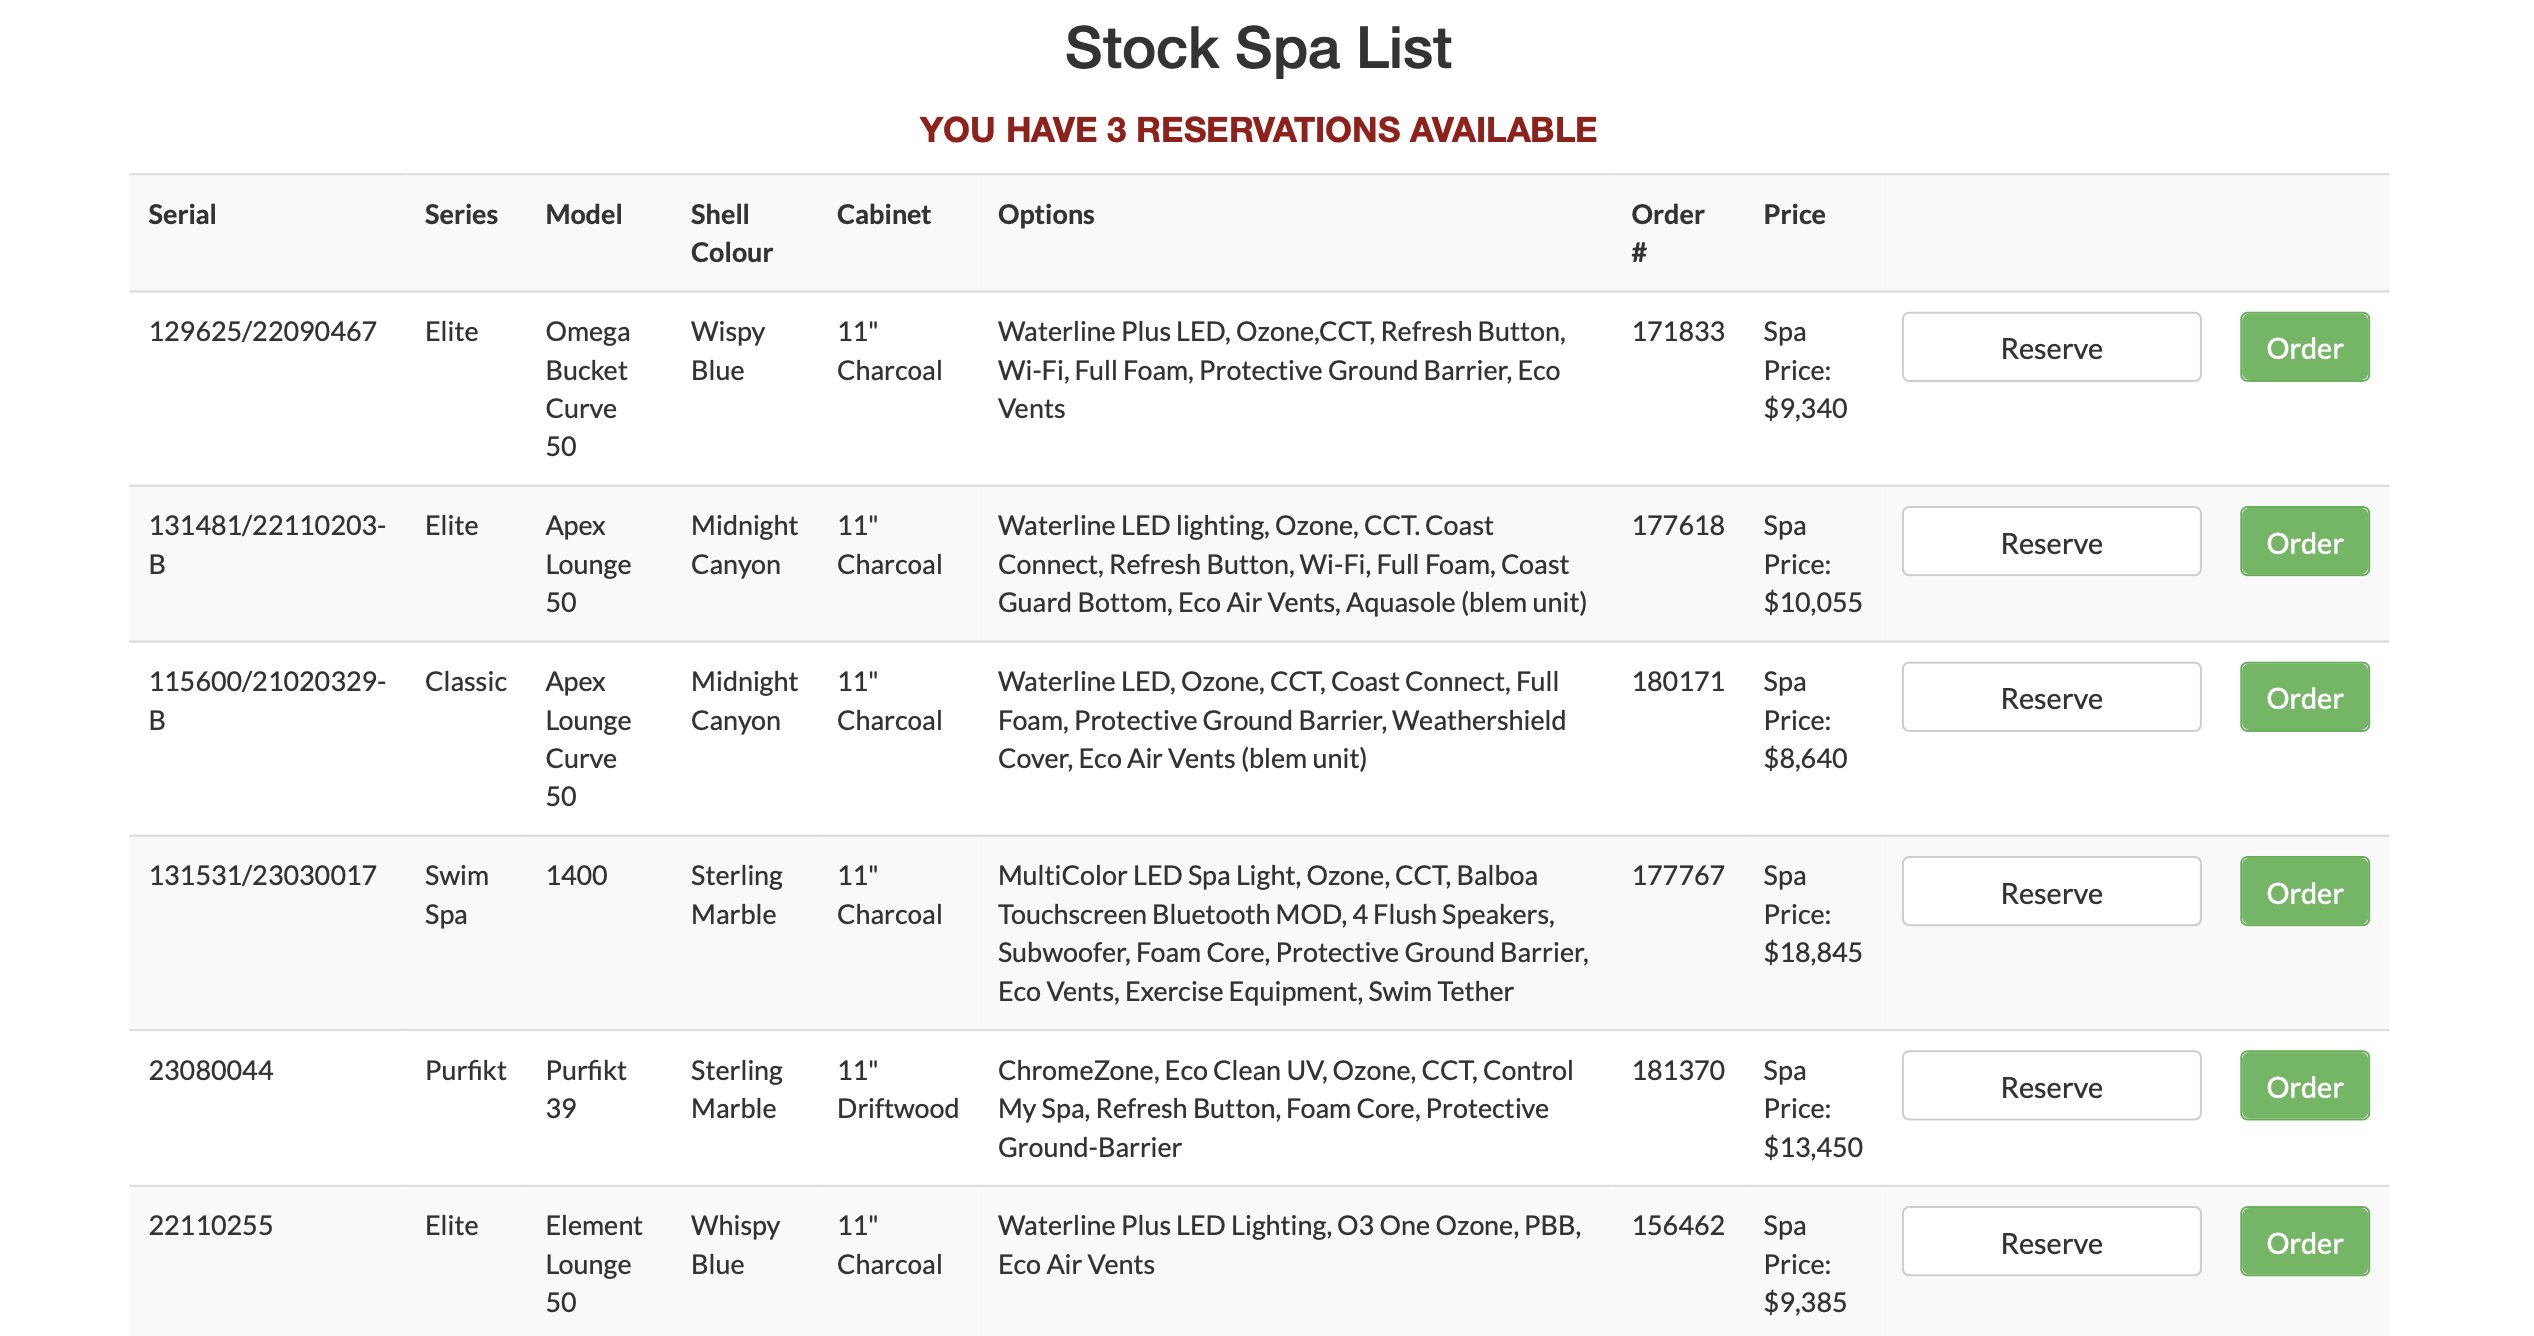 Stock Spa List
YOU HAVE 3 RESERVATIONS AVAILABLE
Serial Series Model Shell Colour Cabinet Options Order # Price
129625/22090467 Elite Omega Bucket Curve 50 Wispy Blue 11" Charcoal Waterline Plus LED, Ozone,CCT, Refresh Button, Wi-Fi, Full Foam, Protective Ground Barrier, Eco Vents 171833 Spa Price: $9,340 Reserve Order
131481/22110203-B Elite Apex Lounge 50 Midnight Canyon 11" Charcoal Waterline LED lighting, Ozone, CCT. Coast Connect, Refresh Button, Wi-Fi, Full Foam, Coast Guard Bottom, Eco Air Vents, Aquasole (blem unit) 177618 Spa Price: $10,055 Reserve Order
115600/21020329-B Classic Apex Lounge Curve 50 Midnight Canyon 11" Charcoal Waterline LED, Ozone, CCT, Coast Connect, Full Foam, Protective Ground Barrier, Weathershield Cover, Eco Air Vents (blem unit) 180171 Spa Price: $8,640 Reserve Order
131531/23030017 Swim Spa 1400 Sterling Marble 11" Charcoal MultiColor LED Spa Light, Ozone, CCT, Balboa Touchscreen Bluetooth MOD, 4 Flush Speakers, Subwoofer, Foam Core, Protective Ground Barrier, Eco Vents, Exercise Equipment, Swim Tether 177767 Spa Price: $18,845 Reserve Order
23080044 Purfikt Purfikt 39 Sterling Marble 11" Driftwood ChromeZone, Eco Clean UV, Ozone, CCT, Control My Spa, Refresh Button, Foam Core, Protective Ground-Barrier 181370 Spa Price: $13,450 Reserve Order
22110255 Elite Element Lounge 50 Whispy Blue 11" Charcoal Waterline Plus LED Lighting, O3 One Ozone, PBB, Eco Air Vents 156462 Spa Price: $9,385 Reserve Order